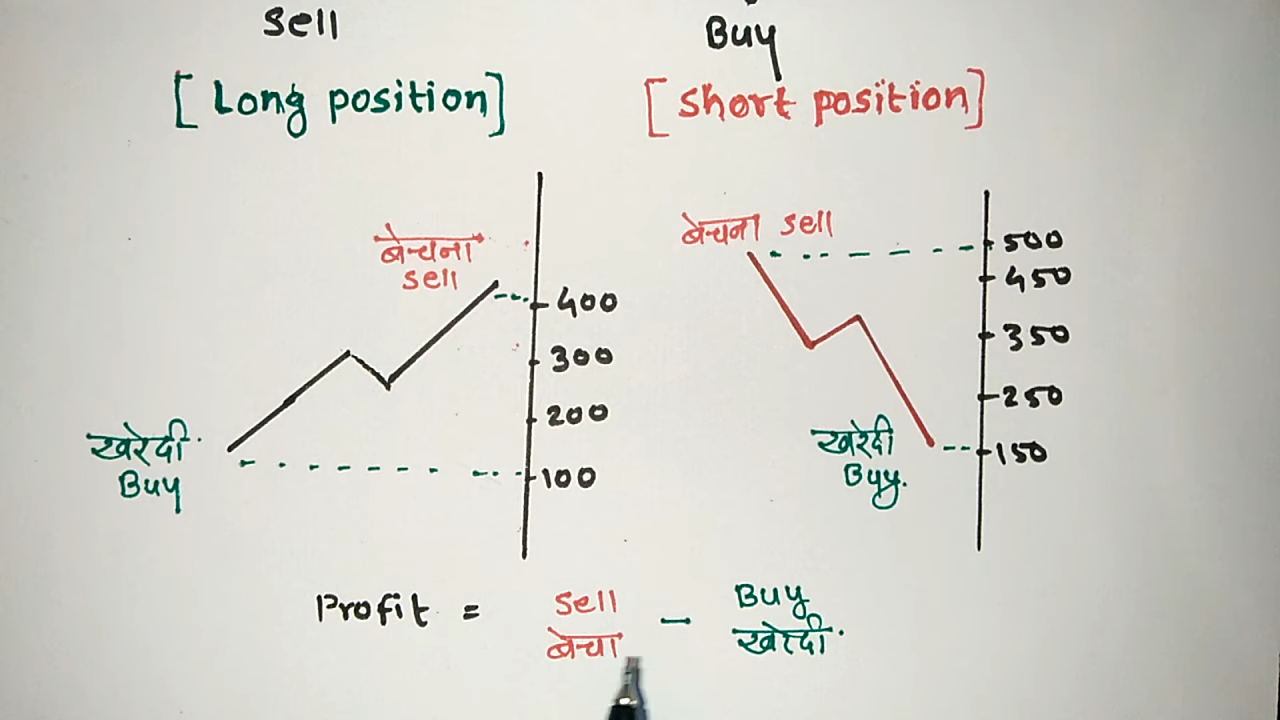 Sell
Buy
[Long position]
[Short position]
बेचना
sell
400
300
200
100
खरेदी
Buy
बेचना sell
500
450
350
250
150
खरेदी
Buy.
Profit = Sell - Buy
बेचा खरेदी